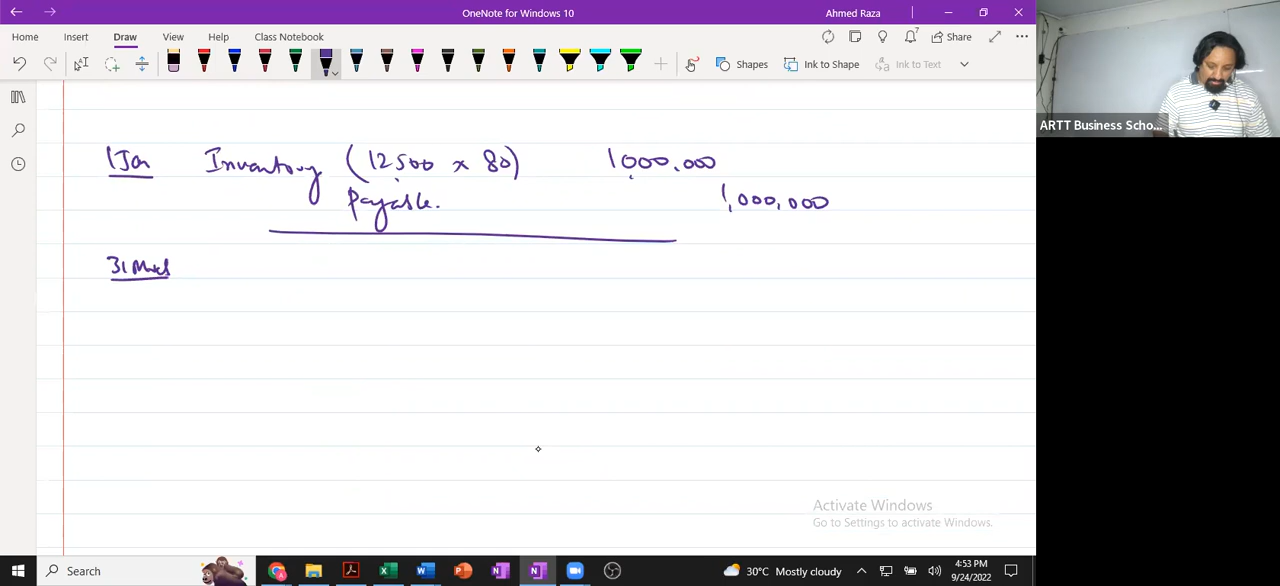 OneNote for Windows 10
Ahmed Raza
Home Insert Draw View Help Class Notebook
Share
Shapes Ink to Shape Ink to Text
ARTT Business Scho...
1 Jan Inventory (12500 x 80) 1000,000
Payable. 1,000,000
31 March
Activate Windows
Go to Settings to activate Windows.
Search
30°C Mostly cloudy
4:53 PM
9/24/2022